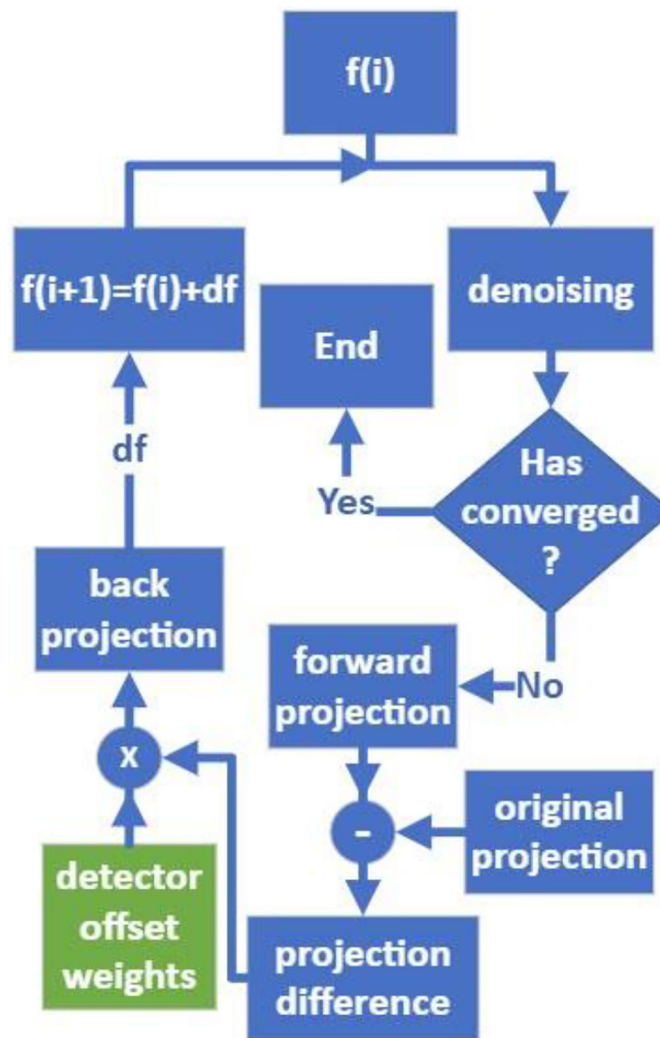 f(i)
f(i+1)=f(i)+df
denoising
End
df
Yes
Has
converged
?
back
projection
forward
projection
No
x
-
original
projection
detector
offset
weights
projection
difference